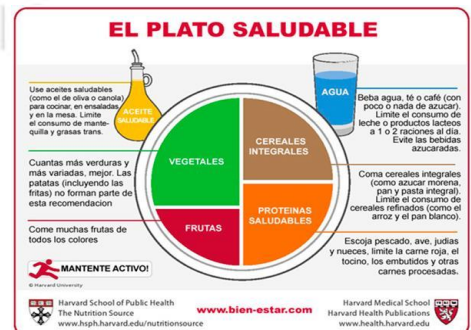 EL PLATO SALUDABLE
Use aceites saludables
(como el de oliva o canola)
para cocinar, en ensaladas,
y en la mesa. Limite
el consumo de mante-
quilla y grasas trans.
ACEITE
SALUDABLE
AGUA
Beba agua, té o café (con
poco o nada de azucar).
Limite el consumo de
leche o productos lacteos
a 1 o 2 raciones al día.
Evite las bebidas
azucaradas.
VEGETALES
CEREALES
INTEGRALES
Cuantas más verduras y
más variadas, mejor. Las
patatas (incluyendo las
fritas) no forman parte de
esta recomendacion
Coma cereales integrales
(como azucar morena,
pan y pasta integral).
Limite el consumo de
cereales refinados (como el
arroz y el pan blanco).
FRUTAS
PROTEINAS
SALUDABLES
Come muchas frutas de
todos los colores
Escoja pescado, ave, judias
y nueces, limite la carne roja, el
tocino, los embutidos y otras
carnes procesadas.
MANTENTE ACTIVO!
© Harvard University
Harvard School of Public Health
The Nutrition Source
www.hsph.harvard.edu/nutritionsource
www.bien-estar.com
Harvard Medical School
Harvard Health Publications
www.health.harvard.edu